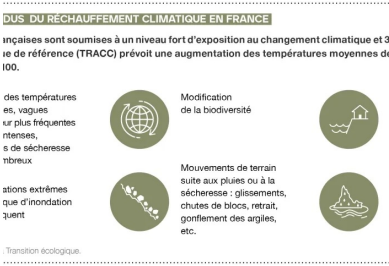 DUS DU RÉCHAUFFEMENT CLIMATIQUE EN FRANCE
ançaises sont soumises à un niveau fort d'exposition au changement climatique et 3
ue de référence (TRACC) prévoit une augmentation des températures moyennes de
100.
des températures
es, vagues
ur plus fréquentes
ntenses,
s de sécheresse
mbreux
Modification
de la biodiversité
ations extrêmes
que d'inondation
quent
Mouvements de terrain
suite aux pluies ou à la
sécheresse : glissements,
chutes de blocs, retrait,
gonflement des argiles,
etc.
Transition écologique.